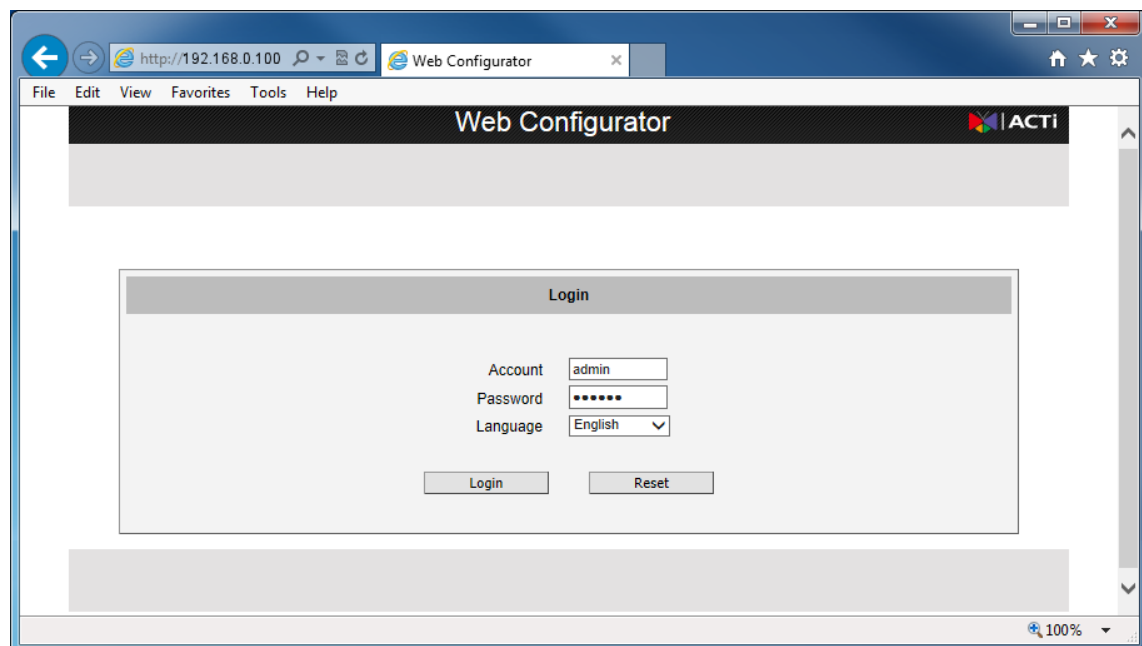 http://192.168.0.100
Web Configurator
File Edit View Favorites Tools Help
Web Configurator
ACTi
Login
Account admin
Password ••••••
Language English
Login Reset
100%